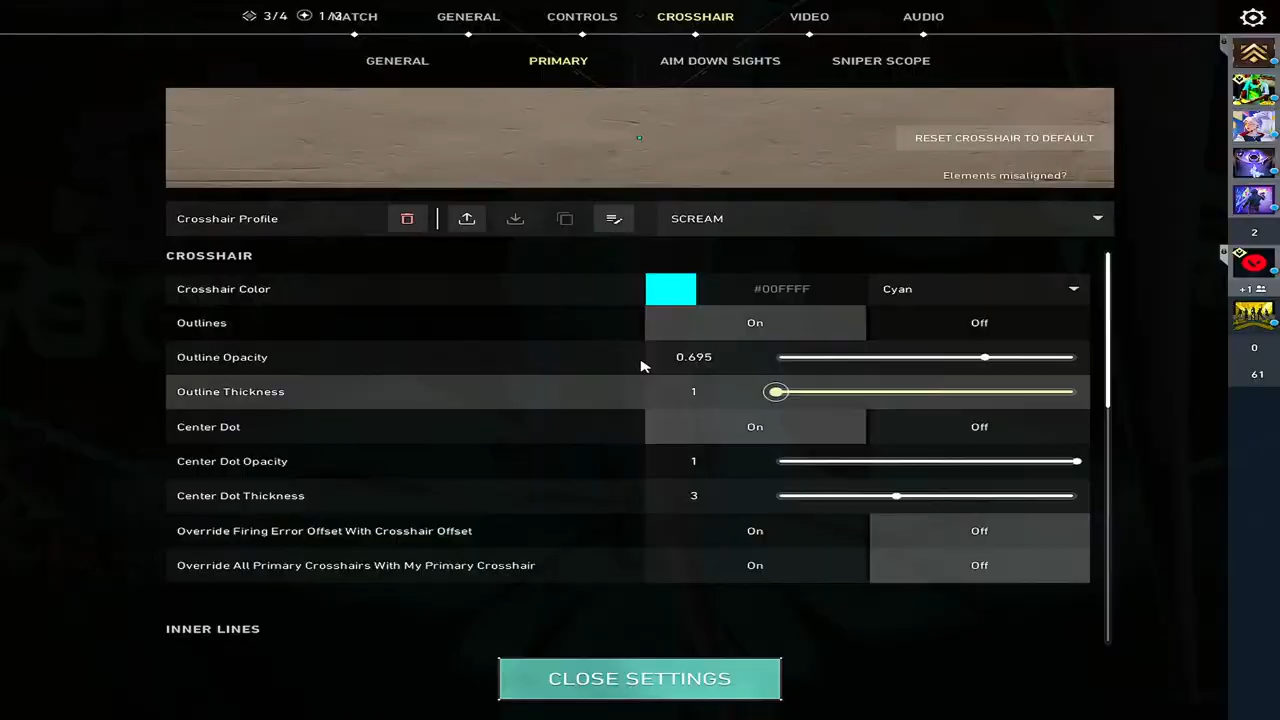 3/4
MATCH
GENERAL
CONTROLS
CROSSHAIR
VIDEO
AUDIO
GENERAL
PRIMARY
AIM DOWN SIGHTS
SNIPER SCOPE
RESET CROSSHAIR TO DEFAULT
Elements misaligned?
Crosshair Profile
SCREAM
CROSSHAIR
Crosshair Color
#00FFFF
Cyan
Outlines
On
Off
Outline Opacity
0.695
Outline Thickness
1
Center Dot
On
Off
Center Dot Opacity
1
Center Dot Thickness
3
Override Firing Error Offset With Crosshair Offset
On
Off
Override All Primary Crosshairs With My Primary Crosshair
On
Off
INNER LINES
CLOSE SETTINGS
2
+1
0
61